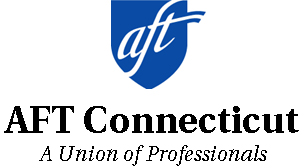 aft
AFT Connecticut
A Union of Professionals